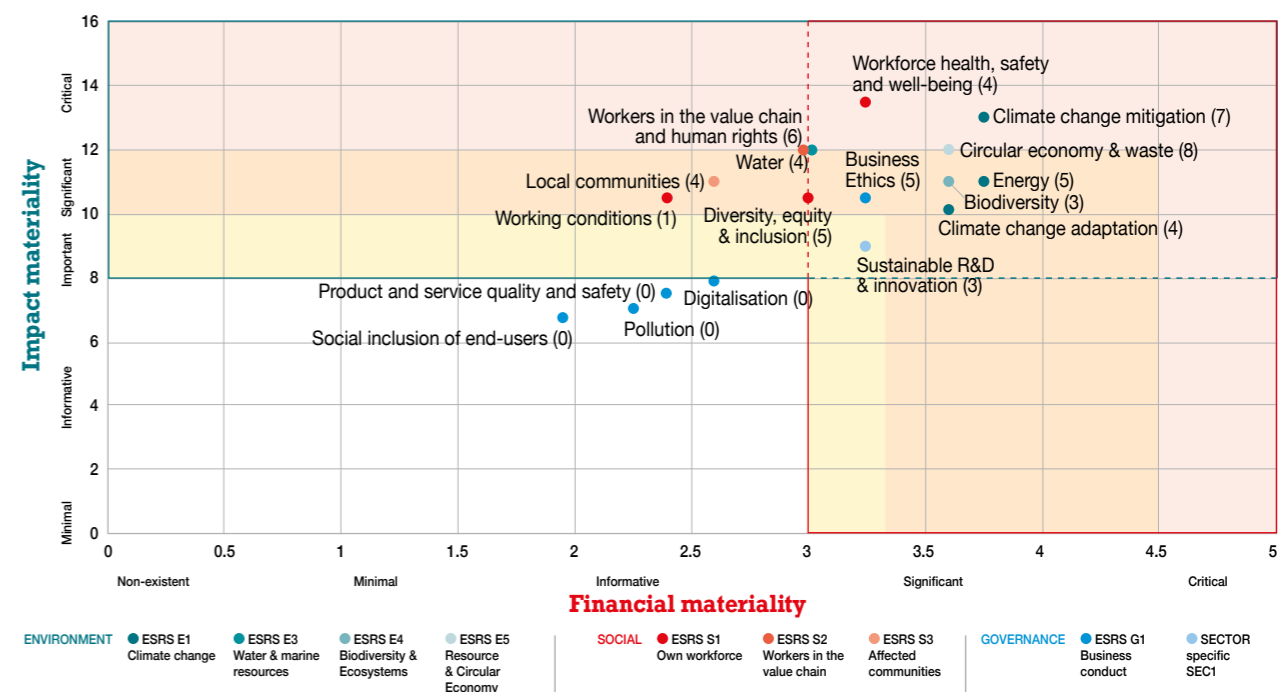 16
14
12
10
8
6
4
2
0
Critical
Significant
Important
Informative
Minimal
Impact materiality
Workforce health, safety
and well-being (4)
Climate change mitigation (7)
Workers in the value chain
and human rights (6)
Water (4)
Business
Ethics (5)
Circular economy & waste (8)
Local communities (4)
Energy (5)
Biodiversity (3)
Working conditions (1)
Diversity, equity
& inclusion (5)
Climate change adaptation (4)
Sustainable R&D
& innovation (3)
Product and service quality and safety (0)
Digitalisation (0)
Pollution (0)
Social inclusion of end-users (0)
0
0.5
1
1.5
2
2.5
3
3.5
4
4.5
5
Non-existent
Minimal
Informative
Significant
Critical
Financial materiality
ENVIRONMENT
ESRS E1
Climate change
ESRS E3
Water & marine
resources
ESRS E4
Biodiversity &
Ecosystems
ESRS E5
Resource
& Circular
Economy
SOCIAL
ESRS S1
Own workforce
ESRS S2
Workers in the
value chain
ESRS S3
Affected
communities
GOVERNANCE
ESRS G1
Business
conduct
SECTOR
specific
SEC1